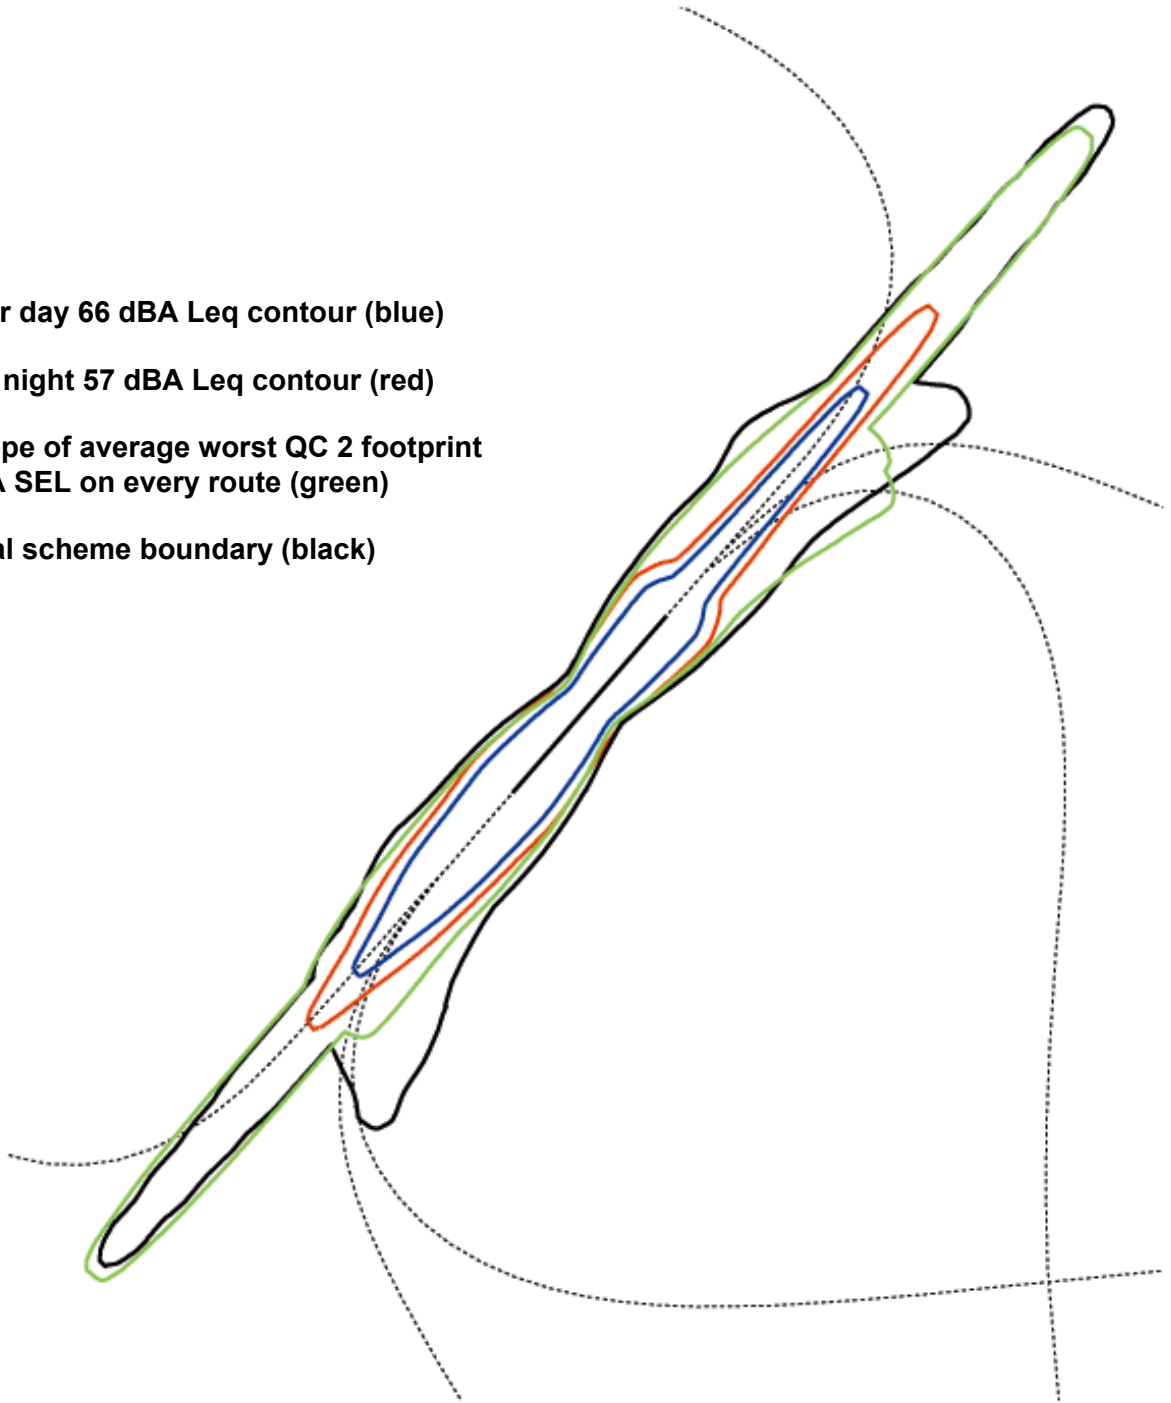 r day 66 dBA Leq contour (blue)
night 57 dBA Leq contour (red)
pe of average worst QC 2 footprint
A SEL on every route (green)
al scheme boundary (black)